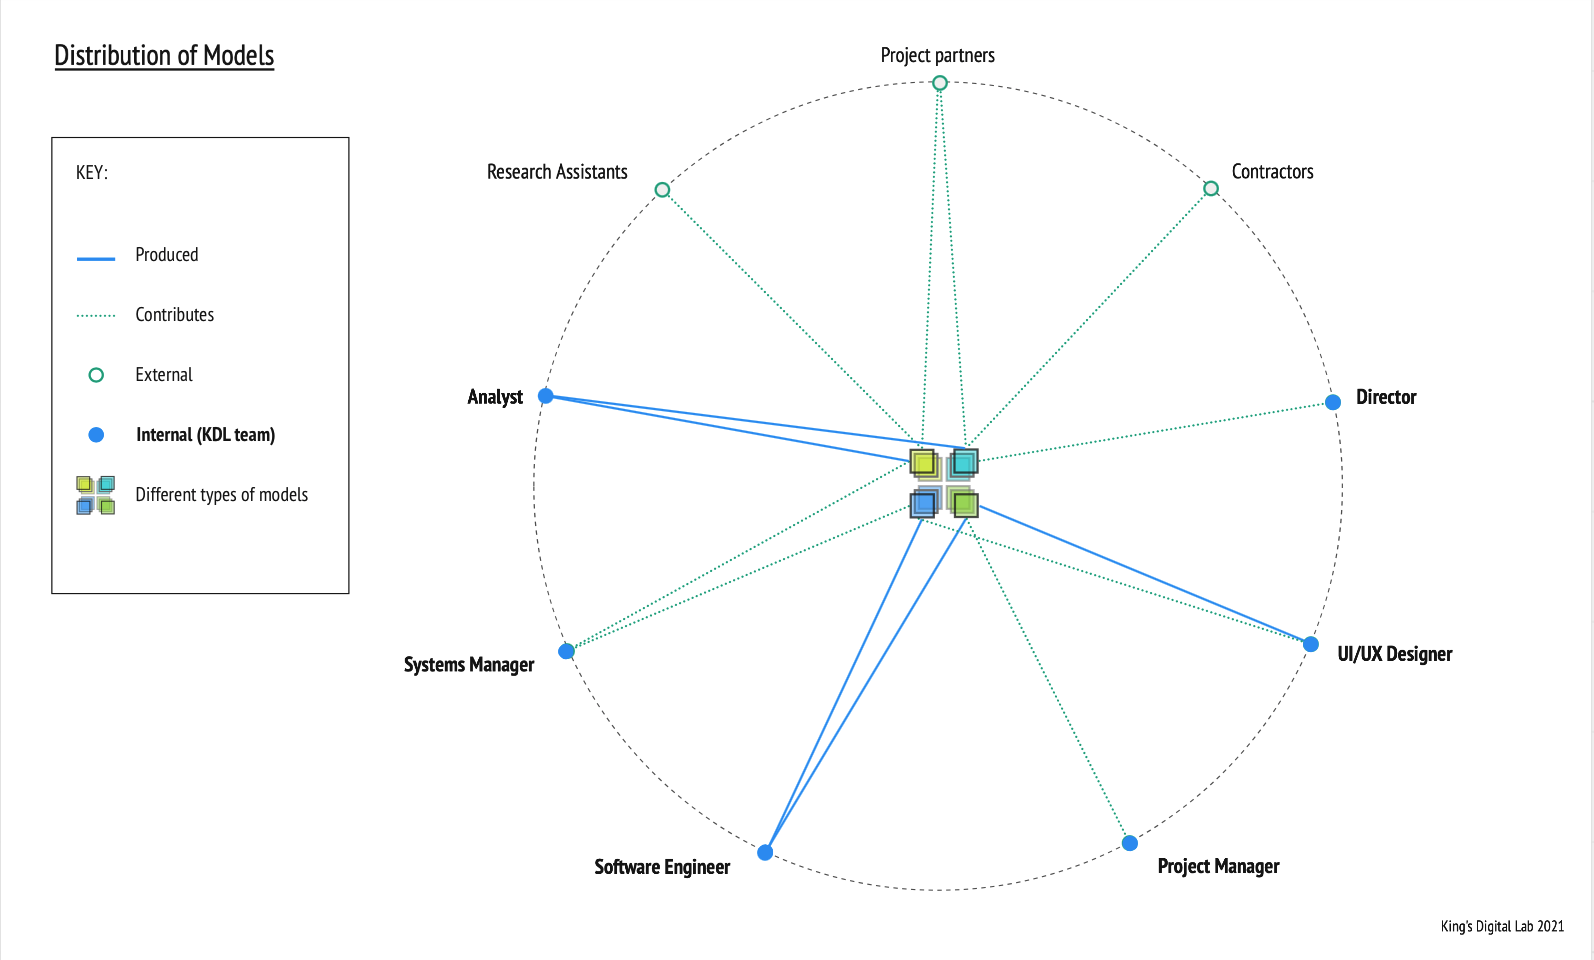 Distribution of Models
KEY:
Produced
Contributes
External
Internal (KDL team)
Different types of models
Project partners
Research Assistants
Contractors
Analyst
Director
Systems Manager
UI/UX Designer
Software Engineer
Project Manager
King's Digital Lab 2021